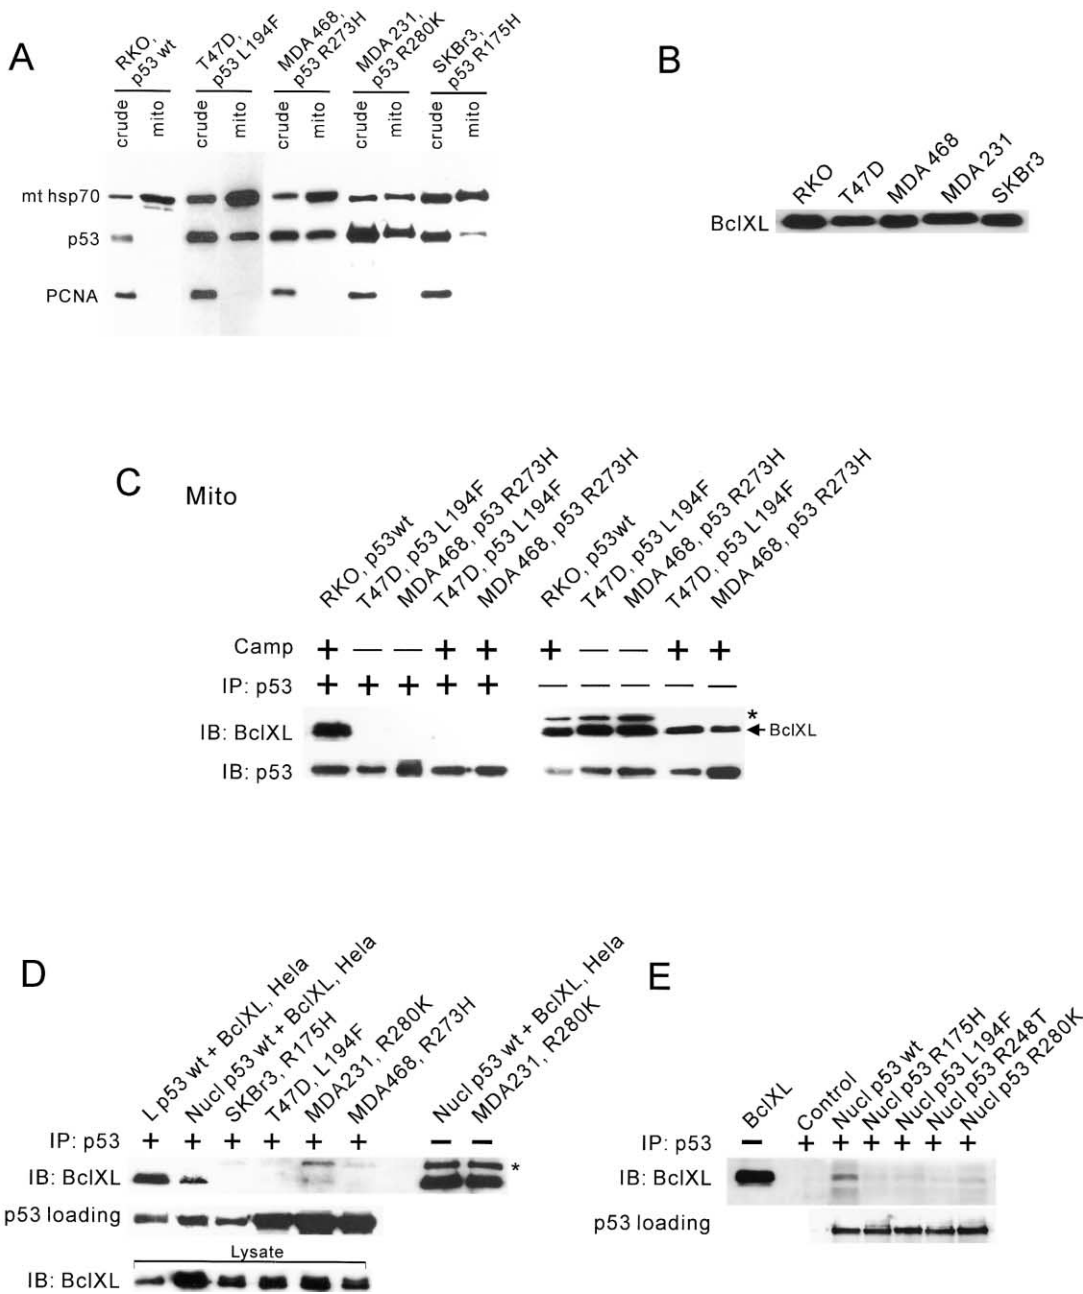 A
RKO,
p53 wt
T47D,
p53 L194F
MDA 468,
p53 R273H
MDA 231,
p53 R280K
SKBr3,
p53 R175H
crude
mito
crude
mito
crude
mito
crude
mito
crude
mito
mt hsp70
p53
PCNA
B
RKO
T47D
MDA 468
MDA 231
SKBr3
BclXL
C
Mito
RKO, p53wt
T47D, p53 L194F
MDA 468, p53 R273H
T47D, p53 L194F
MDA 468, p53 R273H
RKO, p53wt
T47D, p53 L194F
MDA 468, p53 R273H
T47D, p53 L194F
MDA 468, p53 R273H
Camp + — — + + + — — + +
IP: p53 + + + + + — — — — —
IB: BclXL
*
BclXL
IB: p53
D
L p53 wt + BclXL, Hela
Nucl p53 wt + BclXL, Hela
SKBr3, R175H
T47D, L194F
MDA231, R280K
MDA468, R273H
Nucl p53 wt + BclXL, Hela
MDA231, R280K
IP: p53 + + + + + + — —
IB: BclXL
*
p53 loading
Lysate
IB: BclXL
E
BclXL
Control
Nucl p53 wt
Nucl p53 R175H
Nucl p53 L194F
Nucl p53 R248T
Nucl p53 R280K
IP: p53 — + + + + + +
IB: BclXL
p53 loading